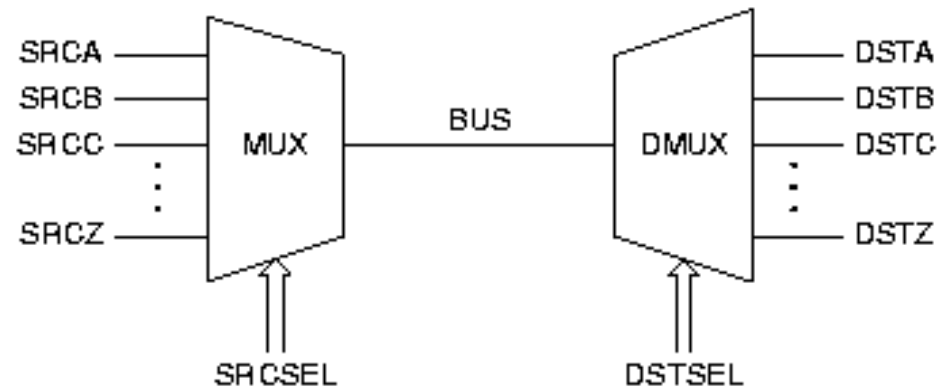 SRCA
SRCB
SRCC
SRCZ
MUX
BUS
DMUX
DSTA
DSTB
DSTC
DSTZ
SRCSEL
DSTSEL